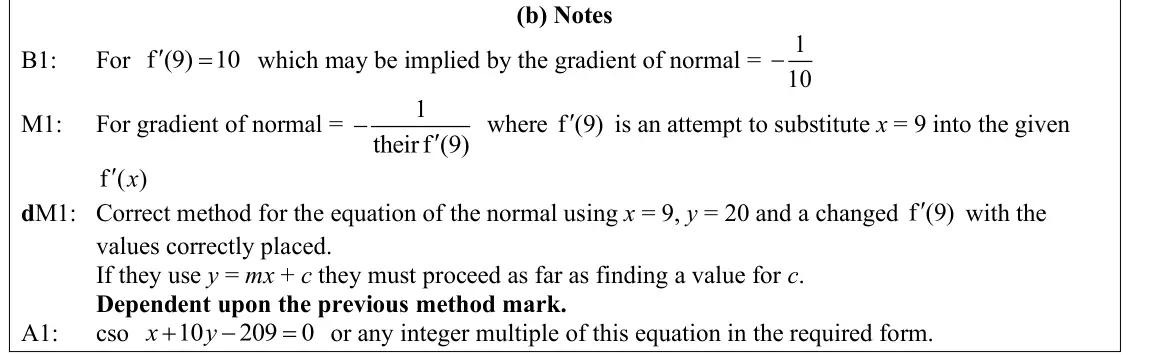 (b) Notes
B1: For f′(9) = 10 which may be implied by the gradient of normal = −1/10
M1: For gradient of normal = −1/(their f′(9)) where f′(9) is an attempt to substitute x = 9 into the given
f′(x)
dM1: Correct method for the equation of the normal using x = 9, y = 20 and a changed f′(9) with the
values correctly placed.
If they use y = mx + c they must proceed as far as finding a value for c.
Dependent upon the previous method mark.
A1: cso x + 10y − 209 = 0 or any integer multiple of this equation in the required form.